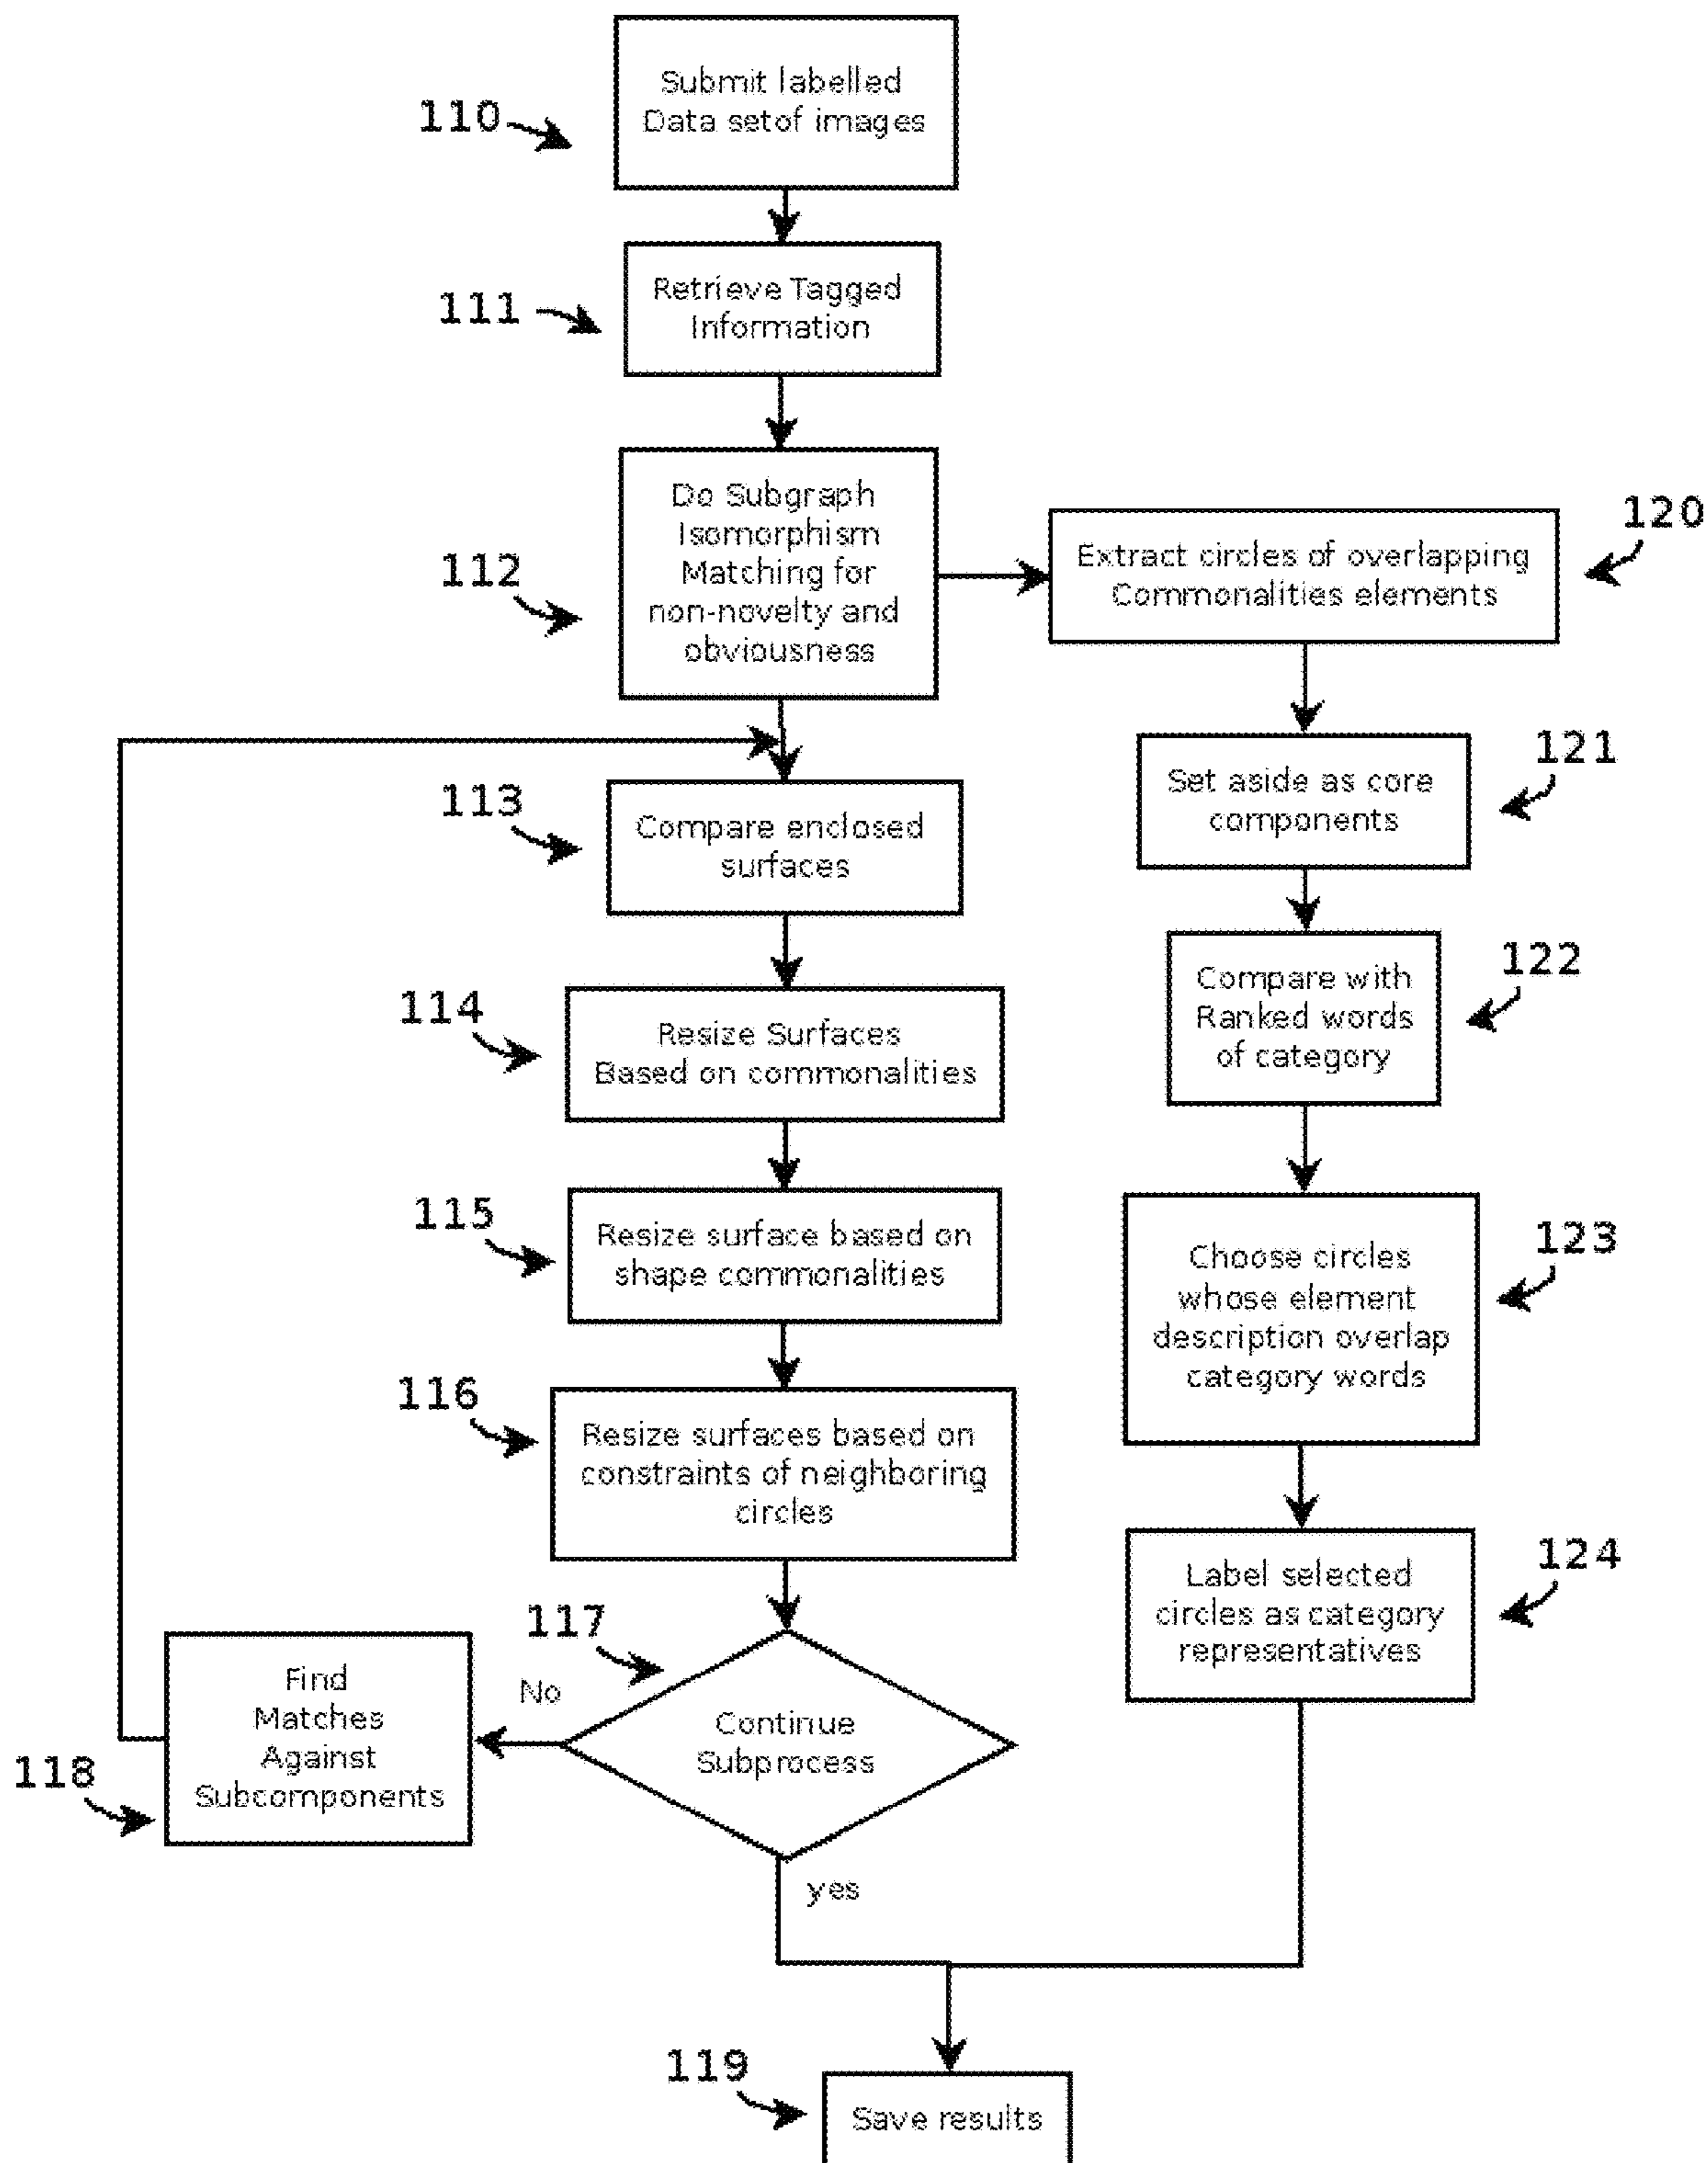 110
Submit labelled
Data setof images
111
Retrieve Tagged
Information
112
Do Subgraph
Isomorphism
Matching for
non-novelty and
obviousness
120
Extract circles of overlapping
Commonalities elements
113
Compare enclosed
surfaces
121
Set aside as core
components
114
Resize Surfaces
Based on commonalities
122
Compare with
Ranked words
of category
115
Resize surface based on
shape commonalities
123
Choose circles
whose element
description overlap
category words
116
Resize surfaces based on
constraints of neighboring
circles
124
Label selected
circles as category
representatives
117
Continue
Subprocess
No
118
Find
Matches
Against
Subcomponents
yes
119
Save results